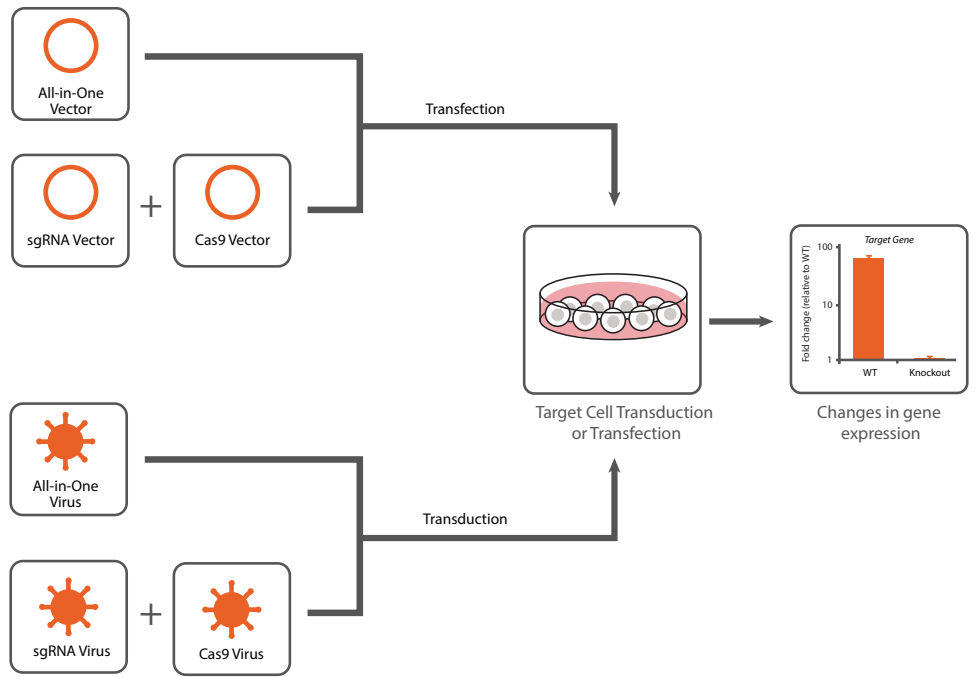 All-in-One
Vector
Transfection
sgRNA Vector
+
Cas9 Vector
Target Gene
Fold change (relative to WT)
100
10
1
WT
Knockout
Target Cell Transduction
or Transfection
Changes in gene
expression
All-in-One
Virus
Transduction
sgRNA Virus
+
Cas9 Virus